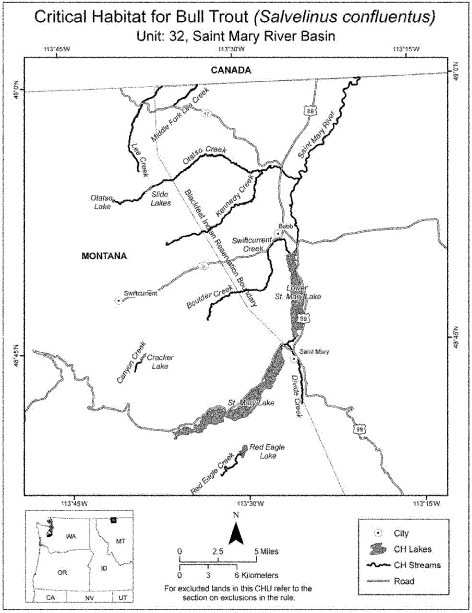 Critical Habitat for Bull Trout (Salvelinus confluentus)
Unit: 32, Saint Mary River Basin
113°45'W
113°30'W
113°15'W
CANADA
49°0'N
49°0'N
Middle Fork Lee Creek
Lee Creek
17
89
Saint Mary River
Otatso Creek
Otatso
Lake
Slide
Lakes
Kennedy Creek
Blackfeet Indian Reservation Boundary
Babb
Swiftcurrent
Creek
MONTANA
Swiftcurrent
Boulder Creek
Lower
St. Mary Lake
89
48°45'N
48°45'N
Saint Mary
Canyon Creek
Cracker
Lake
Divide Creek
St. Mary Lake
89
Red Eagle
Lake
Red Eagle Creek
113°45'W
113°30'W
113°15'W
WA
MT
OR
ID
CA
NV
UT
N
0 2.5 5 Miles
0 3 6 Kilometers
For excluded lands in this CHU refer to the
section on exclusions in the rule.
City
CH Lakes
CH Streams
Road